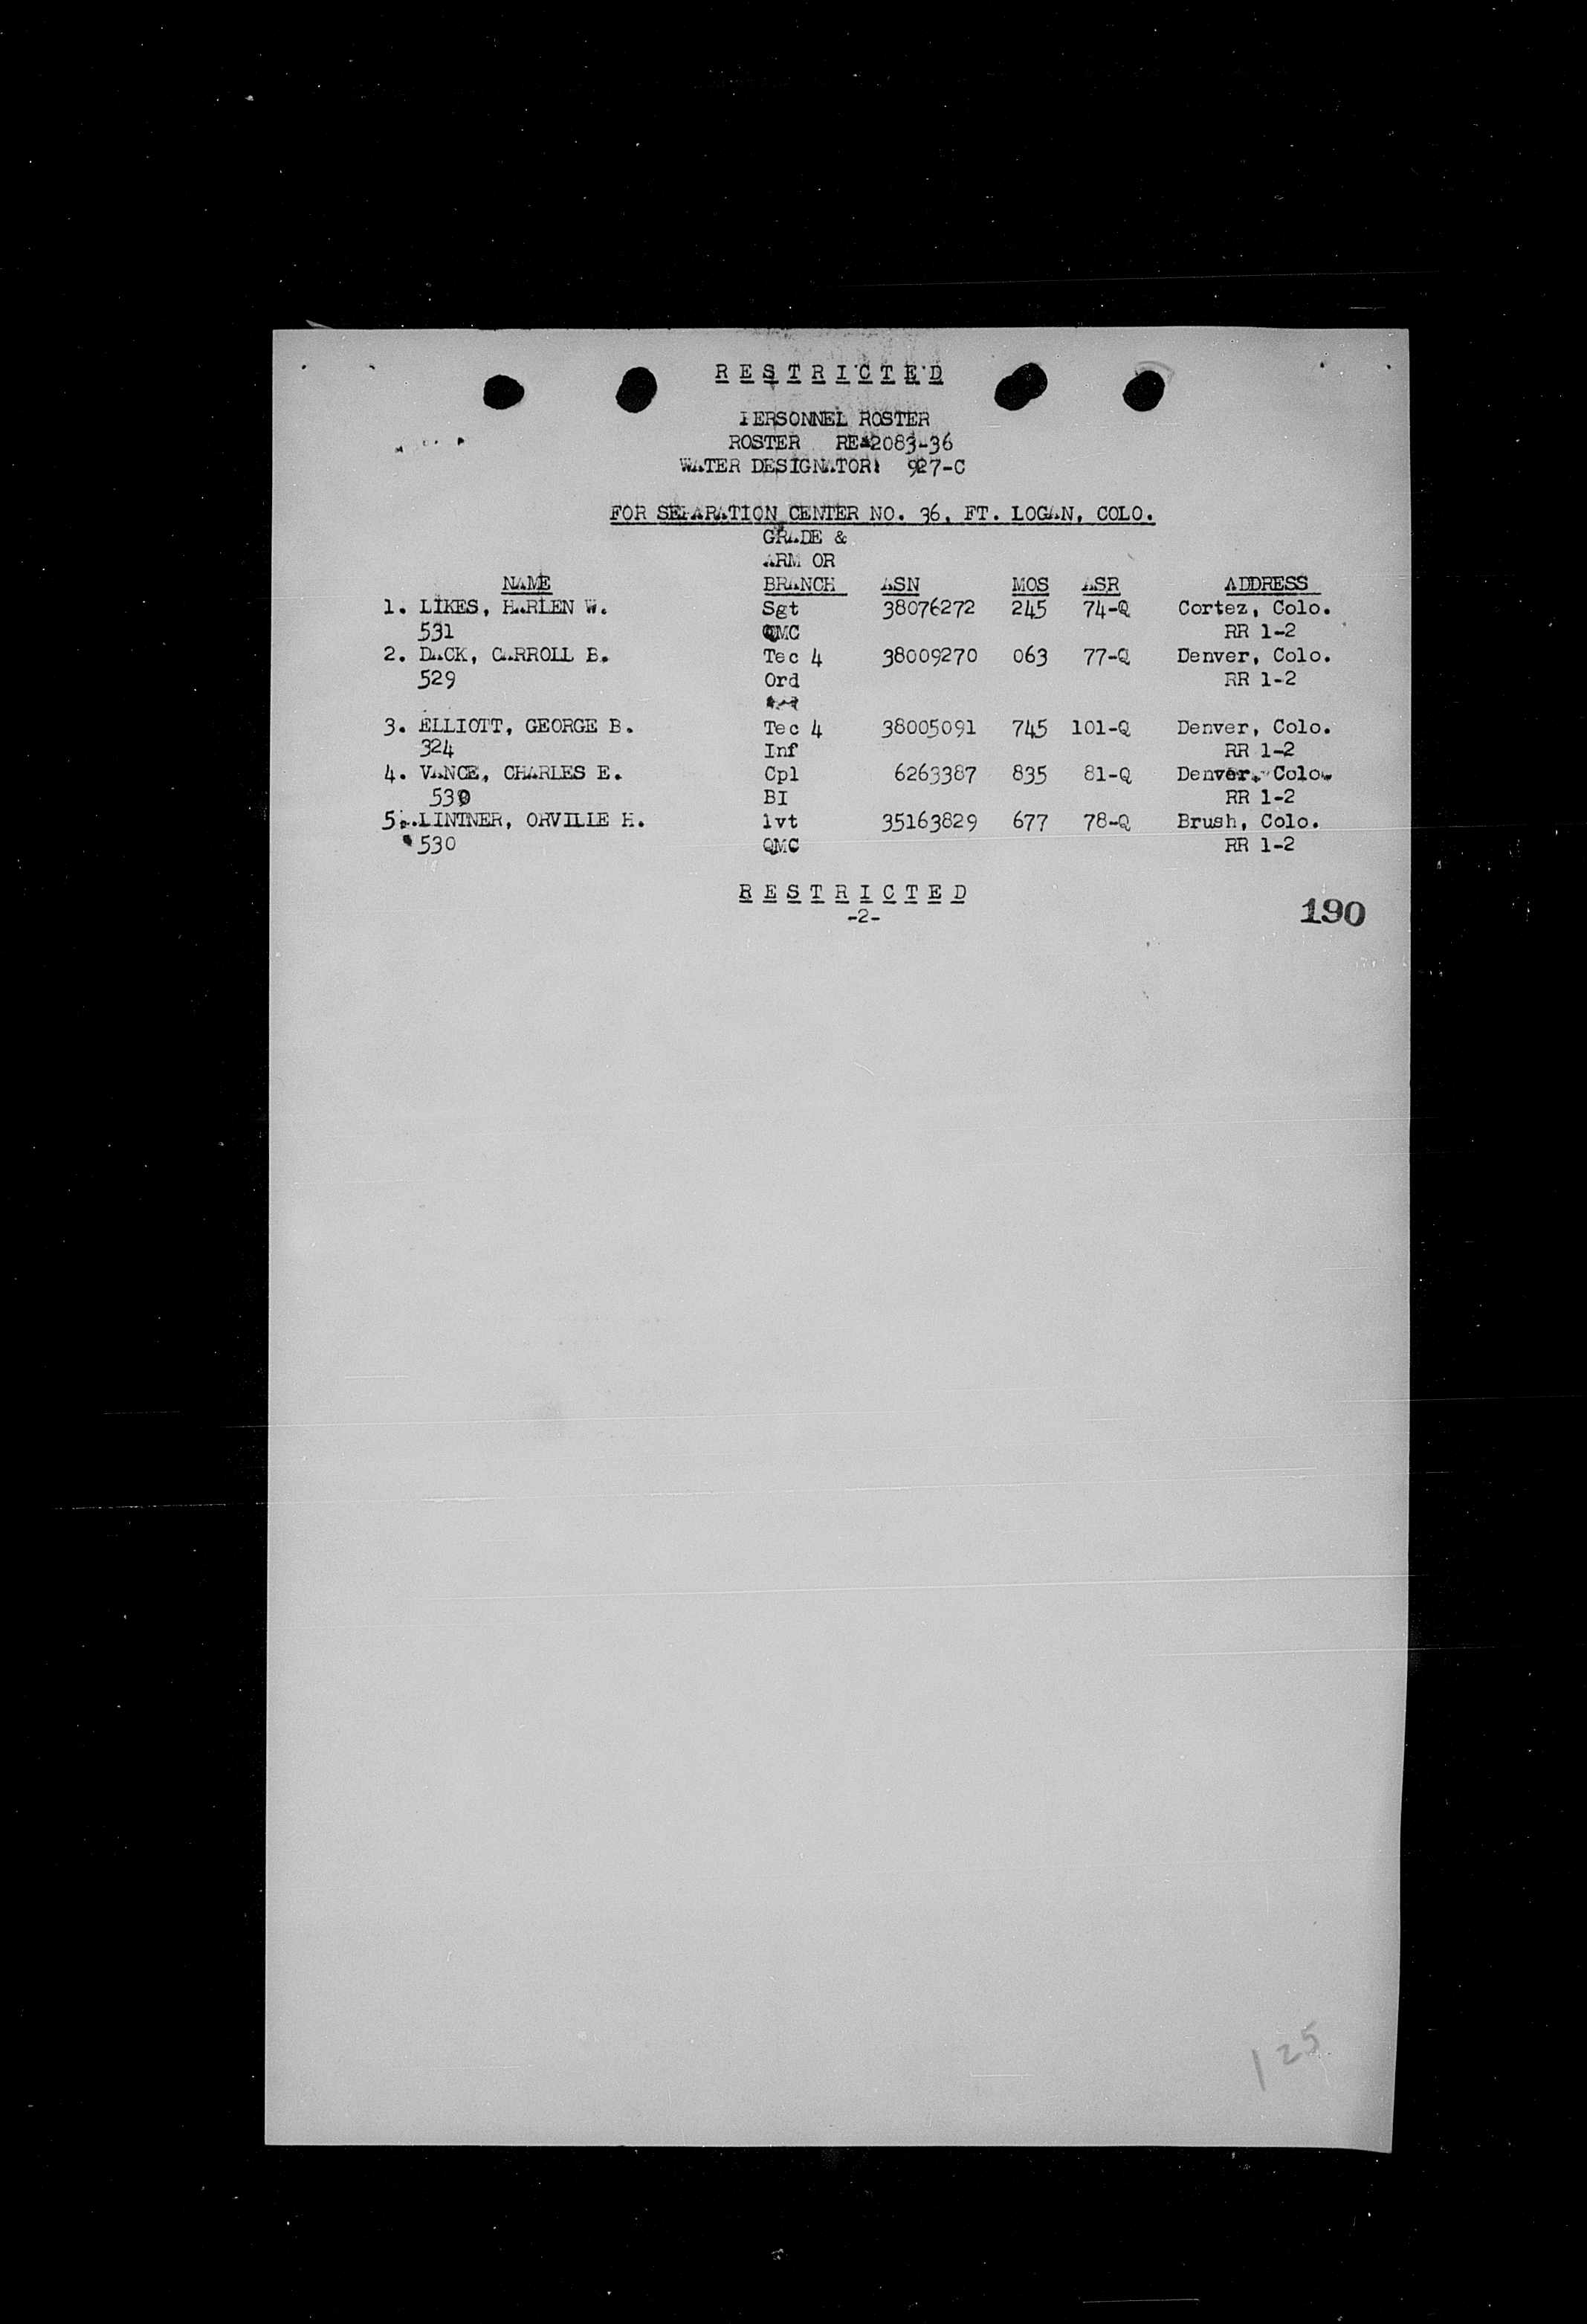 RESTRICTED
PERSONNEL ROSTER
ROSTER RE-2083-36
WATER DESIGNATOR: 927-C
FOR SEPARATION CENTER NO. 36, FT. LOGAN, COLO.
GRADE &
ARM OR
NAME BRANCH ASN MOS ASR ADDRESS
1. LIKES, HARLEN W. Sgt 38076272 245 74-Q Cortez, Colo.
531 QMC RR 1-2
2. DACK, CARROLL B. Tec 4 38009270 063 77-Q Denver, Colo.
529 Ord RR 1-2
3. ELLIOTT, GEORGE B. Tec 4 38005091 745 101-Q Denver, Colo.
324 Inf RR 1-2
4. VANCE, CHARLES E. Cpl 6263387 835 81-Q Denver, Colo.
530 BI RR 1-2
5. LINTNER, ORVILLE H. Pvt 35163829 677 78-Q Brush, Colo.
530 QMC RR 1-2
RESTRICTED
-2-
190
125